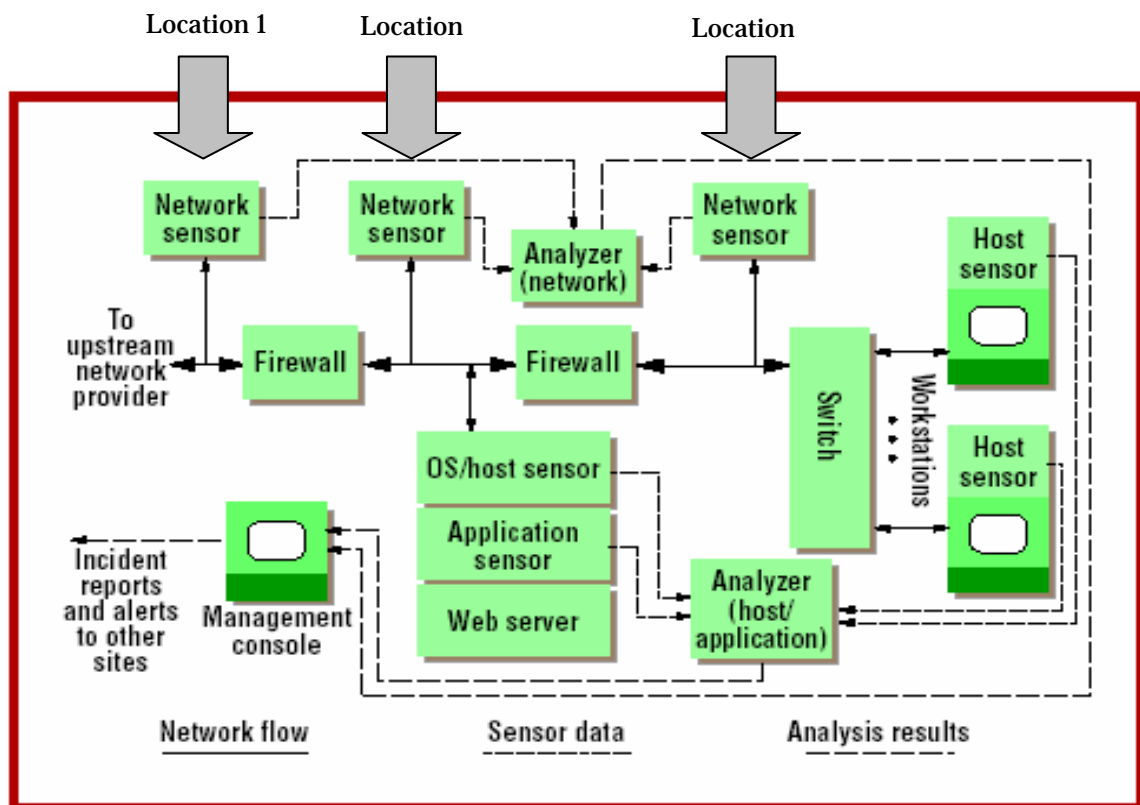 Location 1
Location
Location
Network
sensor
Network
sensor
Analyzer
(network)
Network
sensor
Host
sensor
To
upstream
network
provider
Firewall
Firewall
Switch
Workstations
Host
sensor
OS/host sensor
Application
sensor
Web server
Analyzer
(host/
application)
Management
console
Incident
reports
and alerts
to other
sites
Network flow
Sensor data
Analysis results